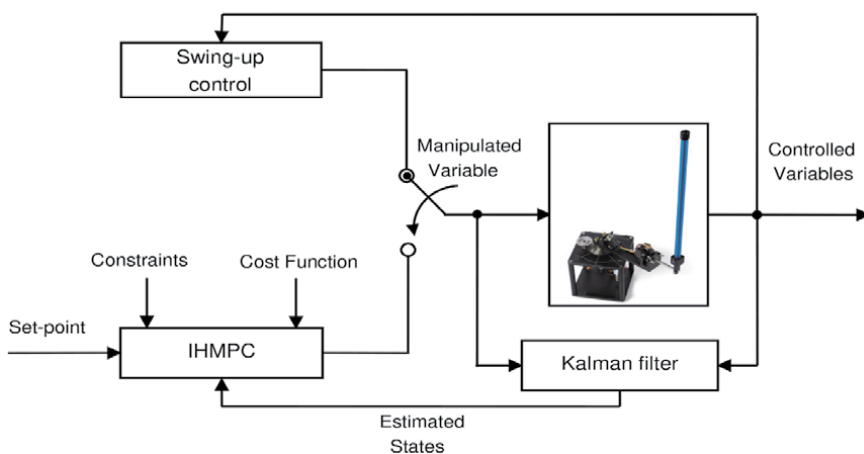 Swing-up
control
Manipulated
Variable
Controlled
Variables
Constraints
Cost Function
Set-point
IHMPC
Kalman filter
Estimated
States